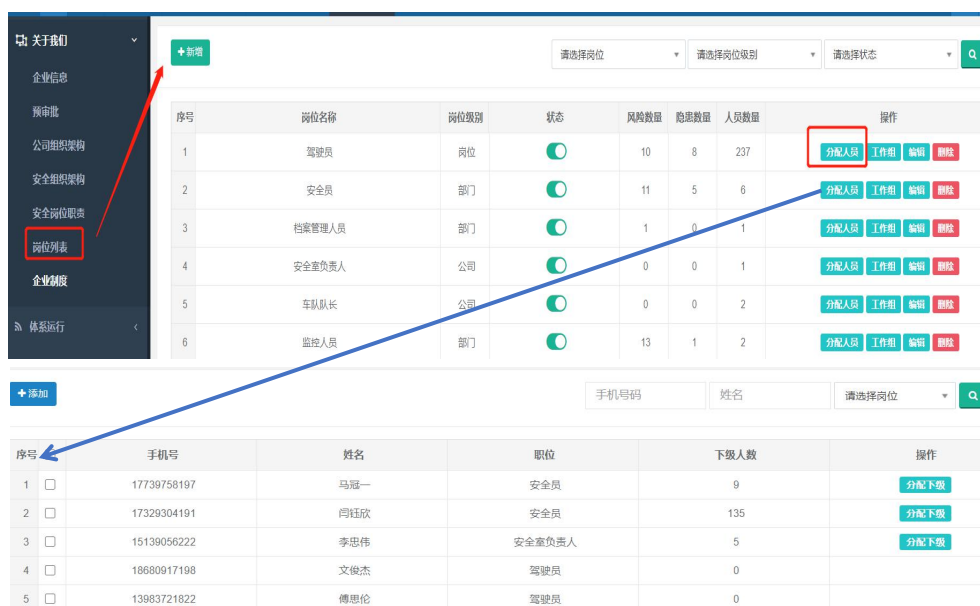 关于我们
企业信息
预审批
公司组织架构
安全组织架构
安全岗位职责
岗位列表
企业制度
体系运行
+新增 请选择岗位 请选择岗位级别 请选择状态
序号 岗位名称 岗位级别 状态 风险数量 隐患数量 人员数量 操作
1 驾驶员 岗位 10 8 237 分配人员 工作组 编辑 删除
2 安全员 部门 11 5 6 分配人员 工作组 编辑 删除
3 档案管理人员 部门 1 0 1 分配人员 工作组 编辑 删除
4 安全室负责人 公司 0 0 1 分配人员 工作组 编辑 删除
5 车队队长 公司 0 0 2 分配人员 工作组 编辑 删除
6 监控人员 部门 13 1 2 分配人员 工作组 编辑 删除
+添加 手机号码 姓名 请选择岗位
序号 手机号 姓名 职位 下级人数 操作
1 17739758197 马冠一 安全员 9 分配下级
2 17329304191 闫钰欣 安全员 135 分配下级
3 15139056222 李忠伟 安全室负责人 5 分配下级
4 18680917198 文俊杰 驾驶员 0
5 13983721822 傅思伦 驾驶员 0